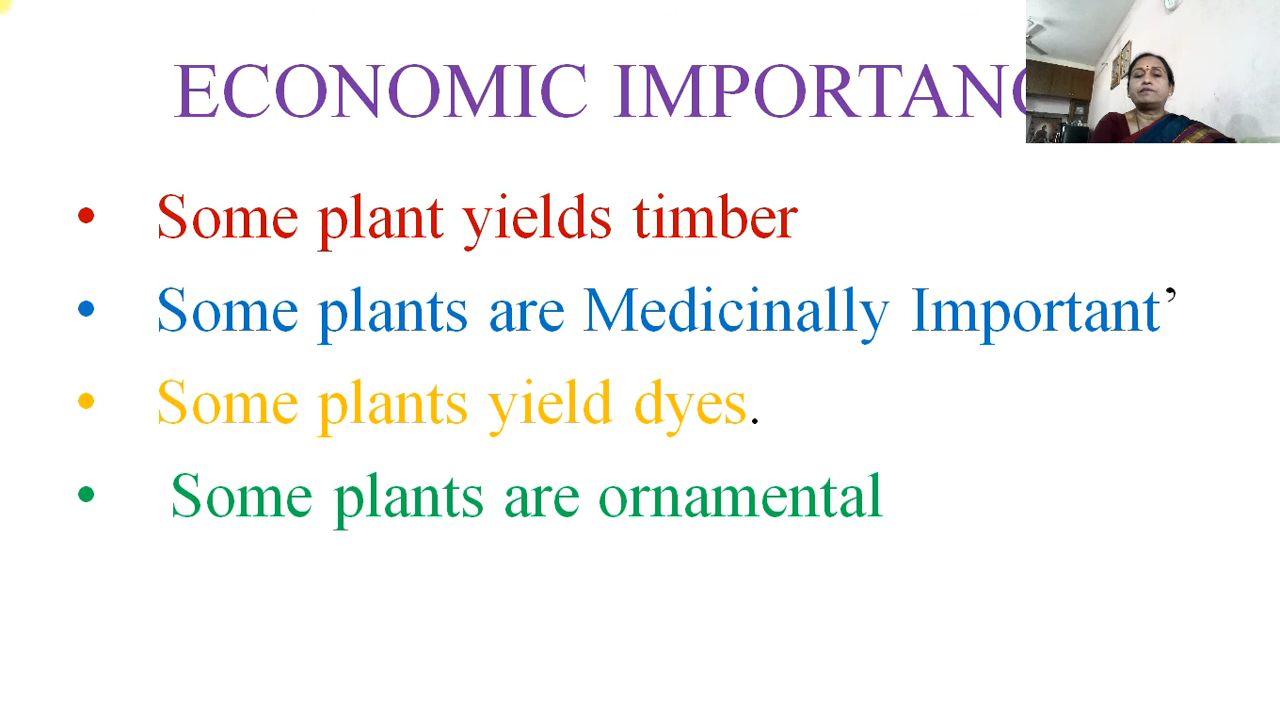 ECONOMIC IMPORTANC
• Some plant yields timber
• Some plants are Medicinally Important’
• Some plants yield dyes.
• Some plants are ornamental